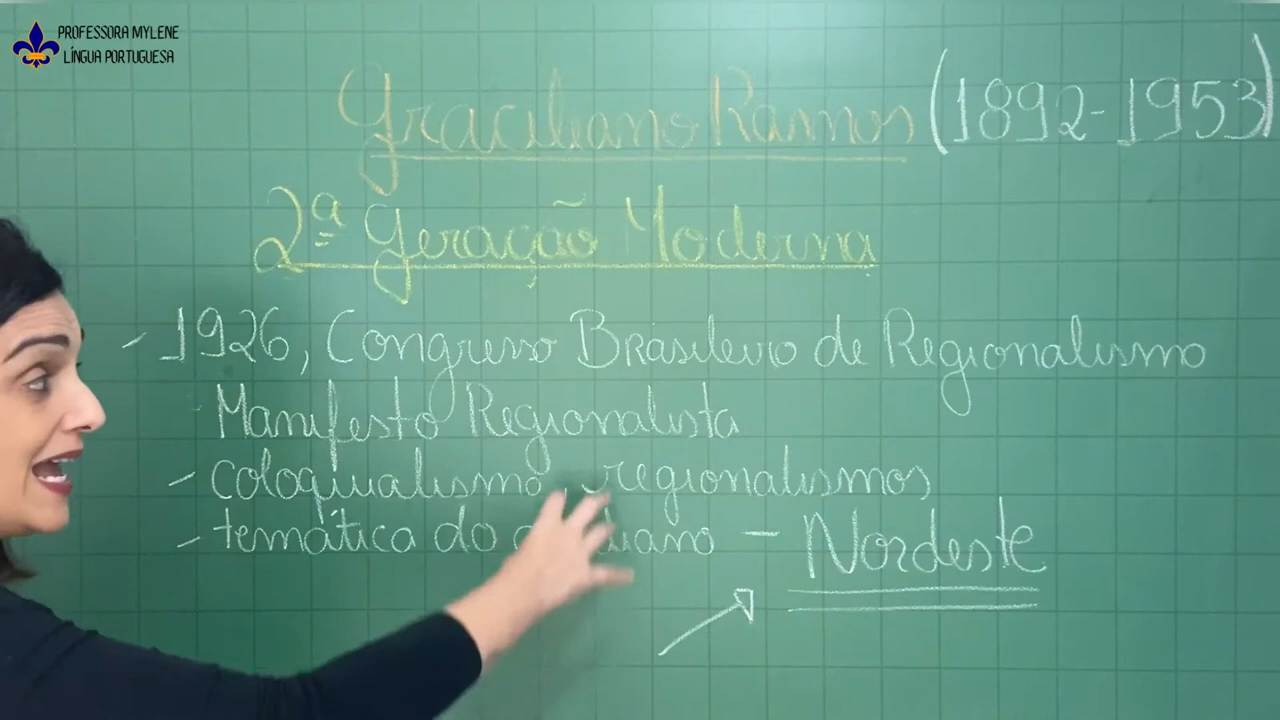 PROFESSORA MYLENE
LÍNGUA PORTUGUESA
Graciliano Ramos (1892-1953)
2ª Geração Moderna
- 1926, Congresso Brasileiro de Regionalismo
Manifesto Regionalista
- coloquialismo, regionalismos
- temática do - Nordeste